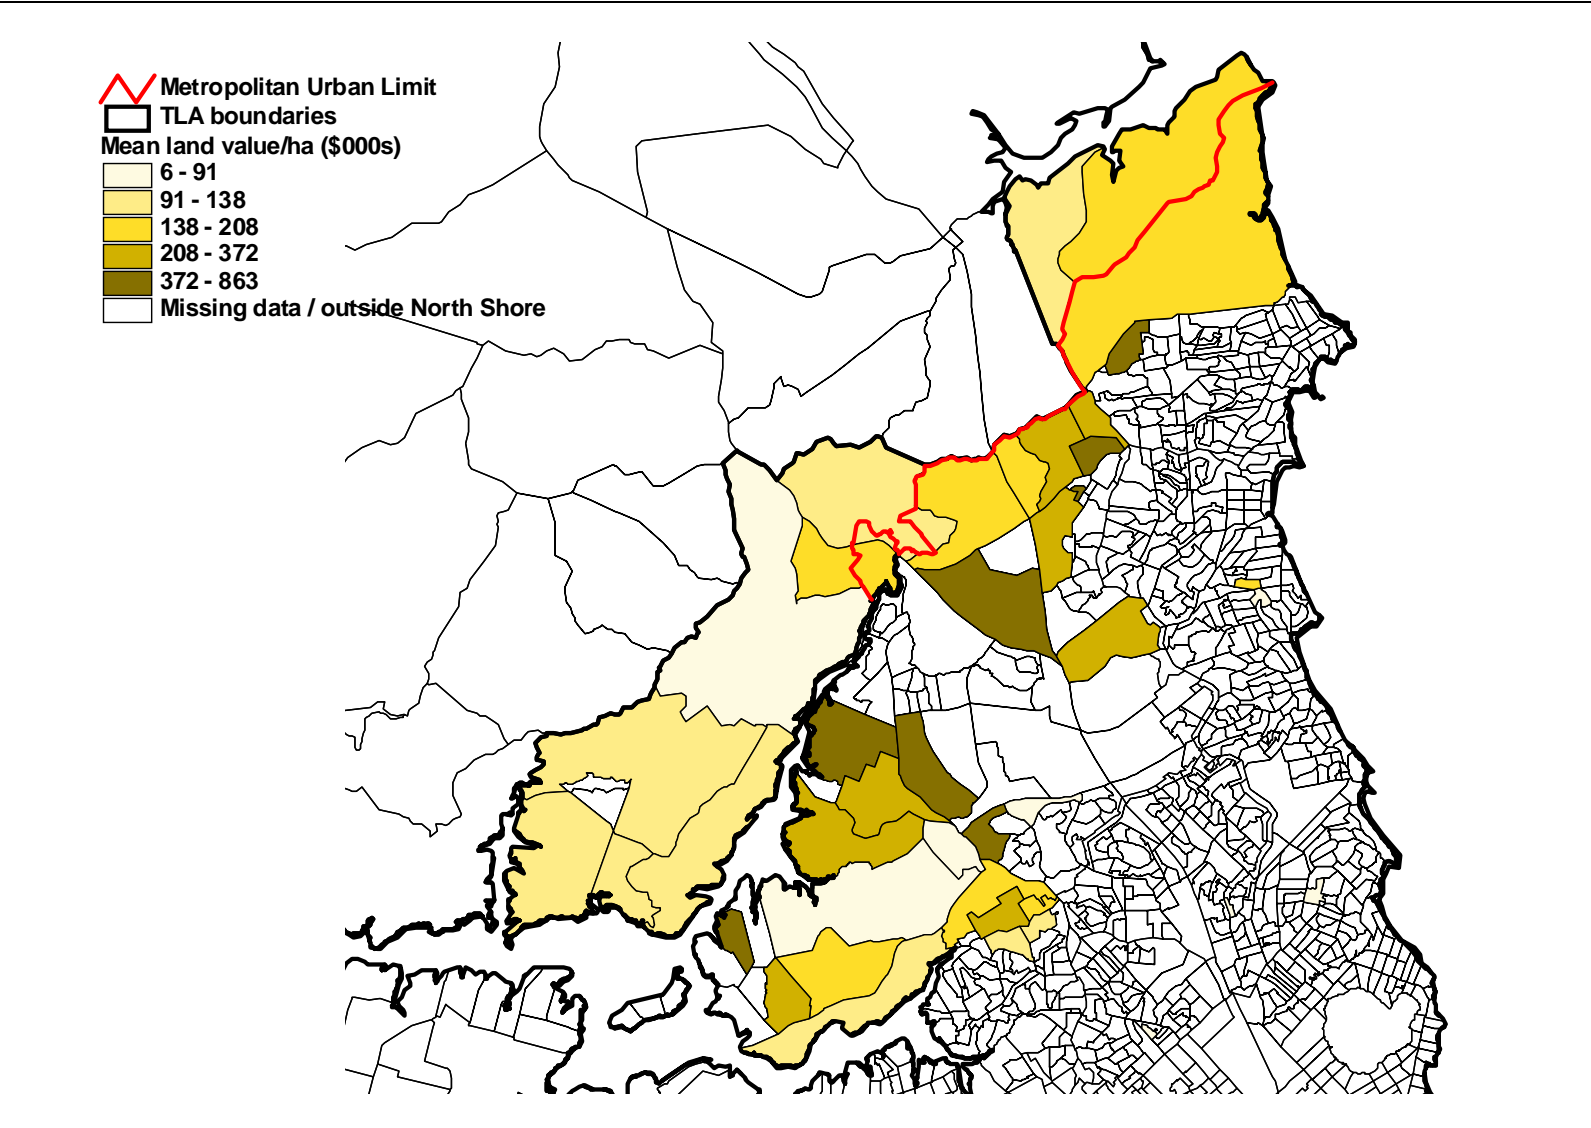 Metropolitan Urban Limit
TLA boundaries
Mean land value/ha ($000s)
6 - 91
91 - 138
138 - 208
208 - 372
372 - 863
Missing data / outside North Shore